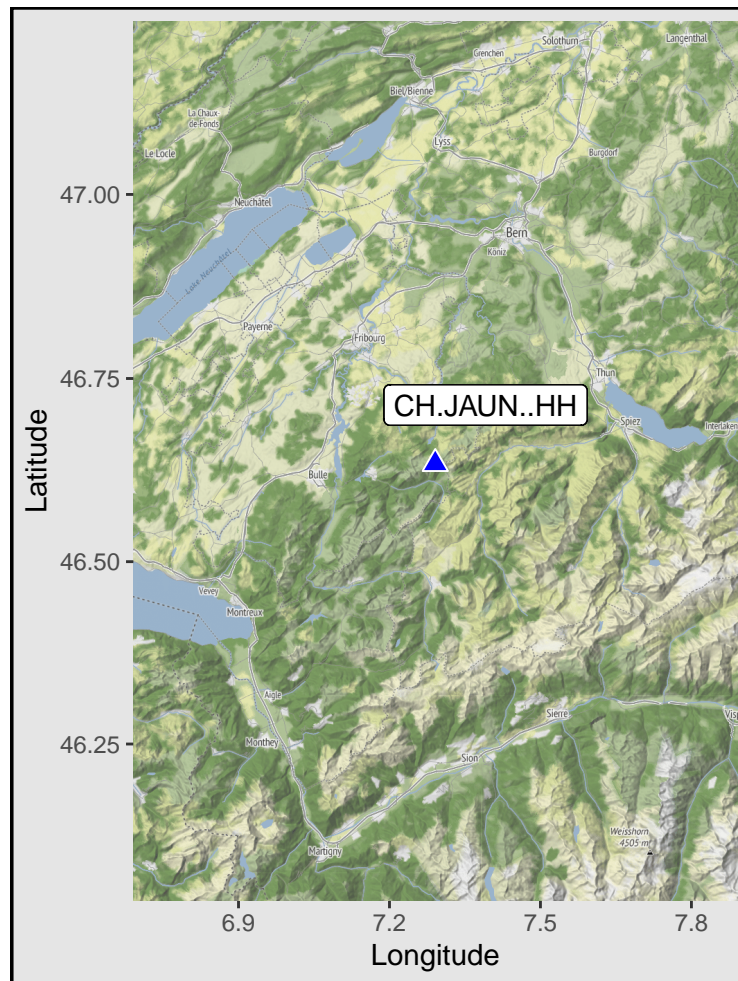 Solothurn
Langenthal
Grenchen
Biel/Bienne
La Chaux-
de-Fonds
Lyss
Le Locle
Burgdorf
47.00
Neuchâtel
Bern
Köniz
Lake Neuchâtel
Payerne
Fribourg
46.75
Thun
CH.JAUN..HH
Spiez
Interlaken
Bulle
Latitude
46.50
Vevey
Montreux
Aigle
Sierre
Visp
46.25
Monthey
Sion
Weisshorn
4505 m
Martigny
6.9
7.2
7.5
7.8
Longitude